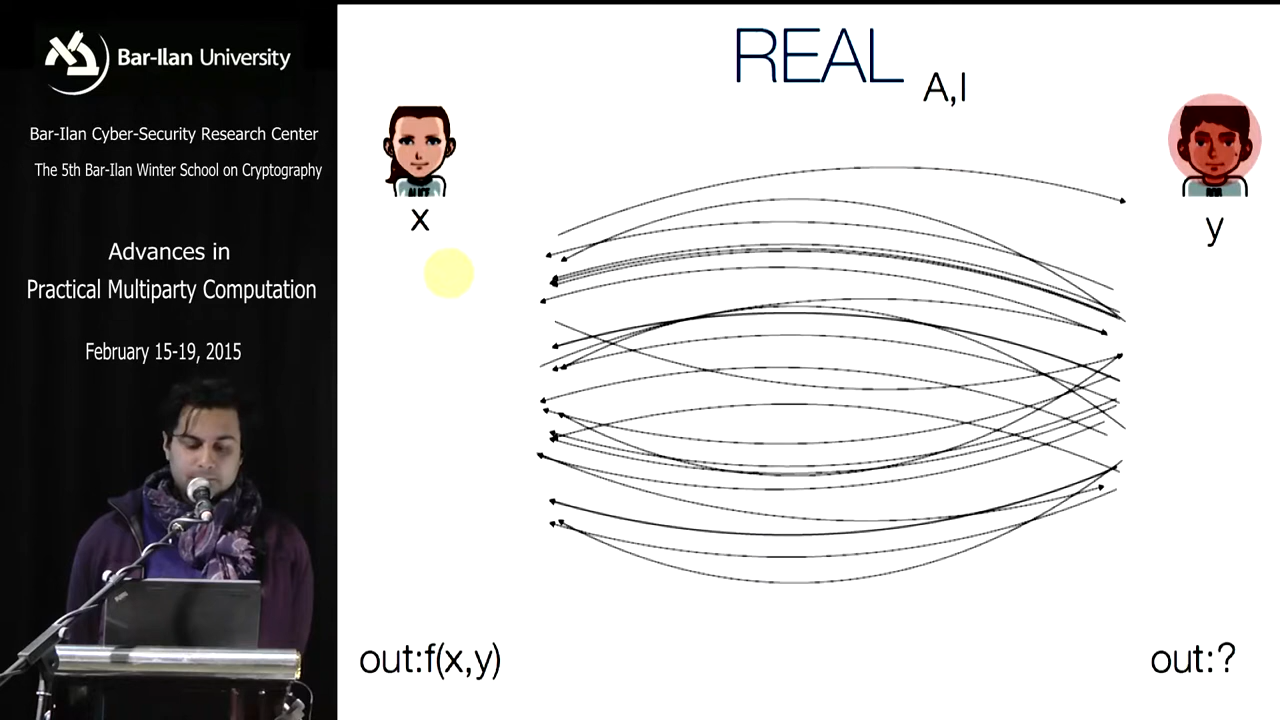 Bar-Ilan University
Bar-Ilan Cyber-Security Research Center
The 5th Bar-Ilan Winter School on Cryptography
Advances in
Practical Multiparty Computation
February 15-19, 2015
REAL A,I
x
y
out:f(x,y)
out:?